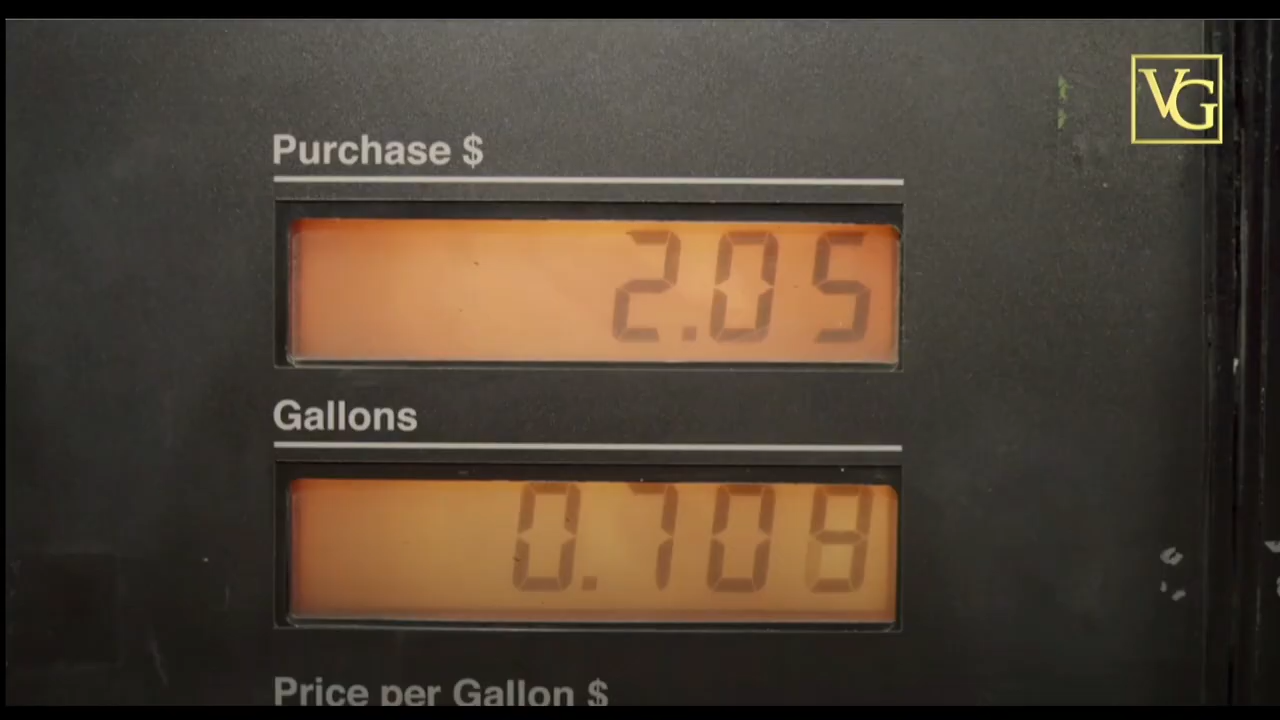 VG
Purchase $
2.05
Gallons
0.708
Price per Gallon $